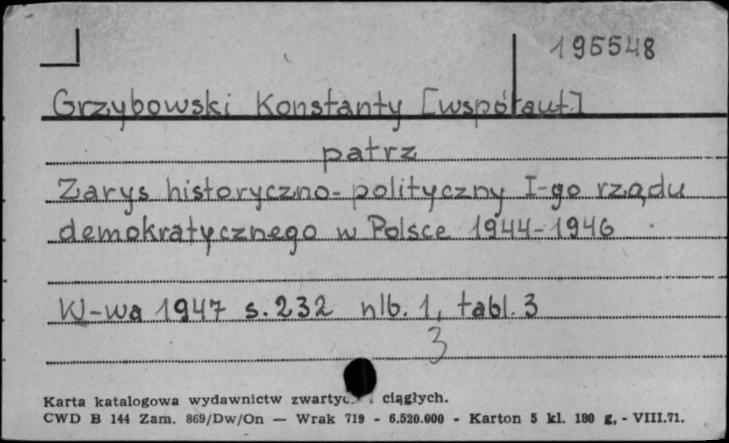 195548
Grzybowski Konstanty [współaut]
patrz
Zarys historyczno-polityczny I-go rządu
demokratycznego w Polsce 1944-1946
W-wa 1947 s. 232 nlb. 1, tabl. 3
3
Karta katalogowa wydawnictw i ciągłych.
CWD B 144 Zam. 869/Dw/On — Wrak 719 - 6.520.000 - Karton 5 kl. 180 g. - VIII.71.